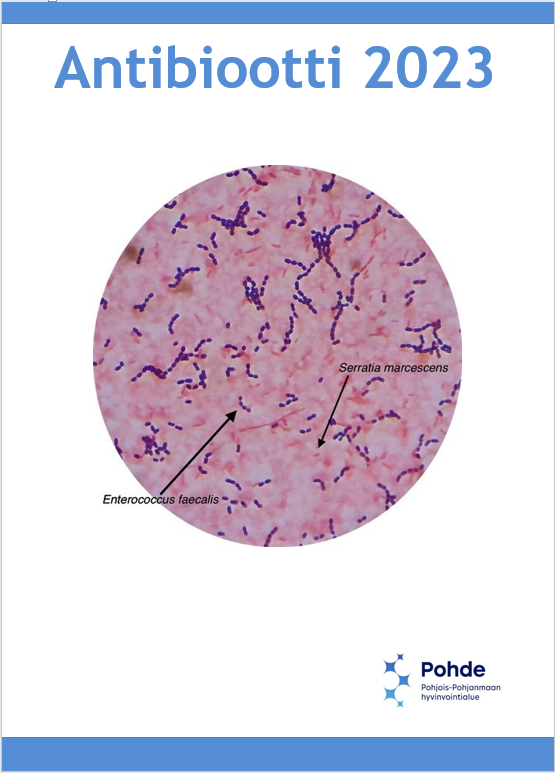 Antibiootti 2023
Serratia marcescens
Enterococcus faecalis
Pohde
Pohjois-Pohjanmaan
hyvinvointialue